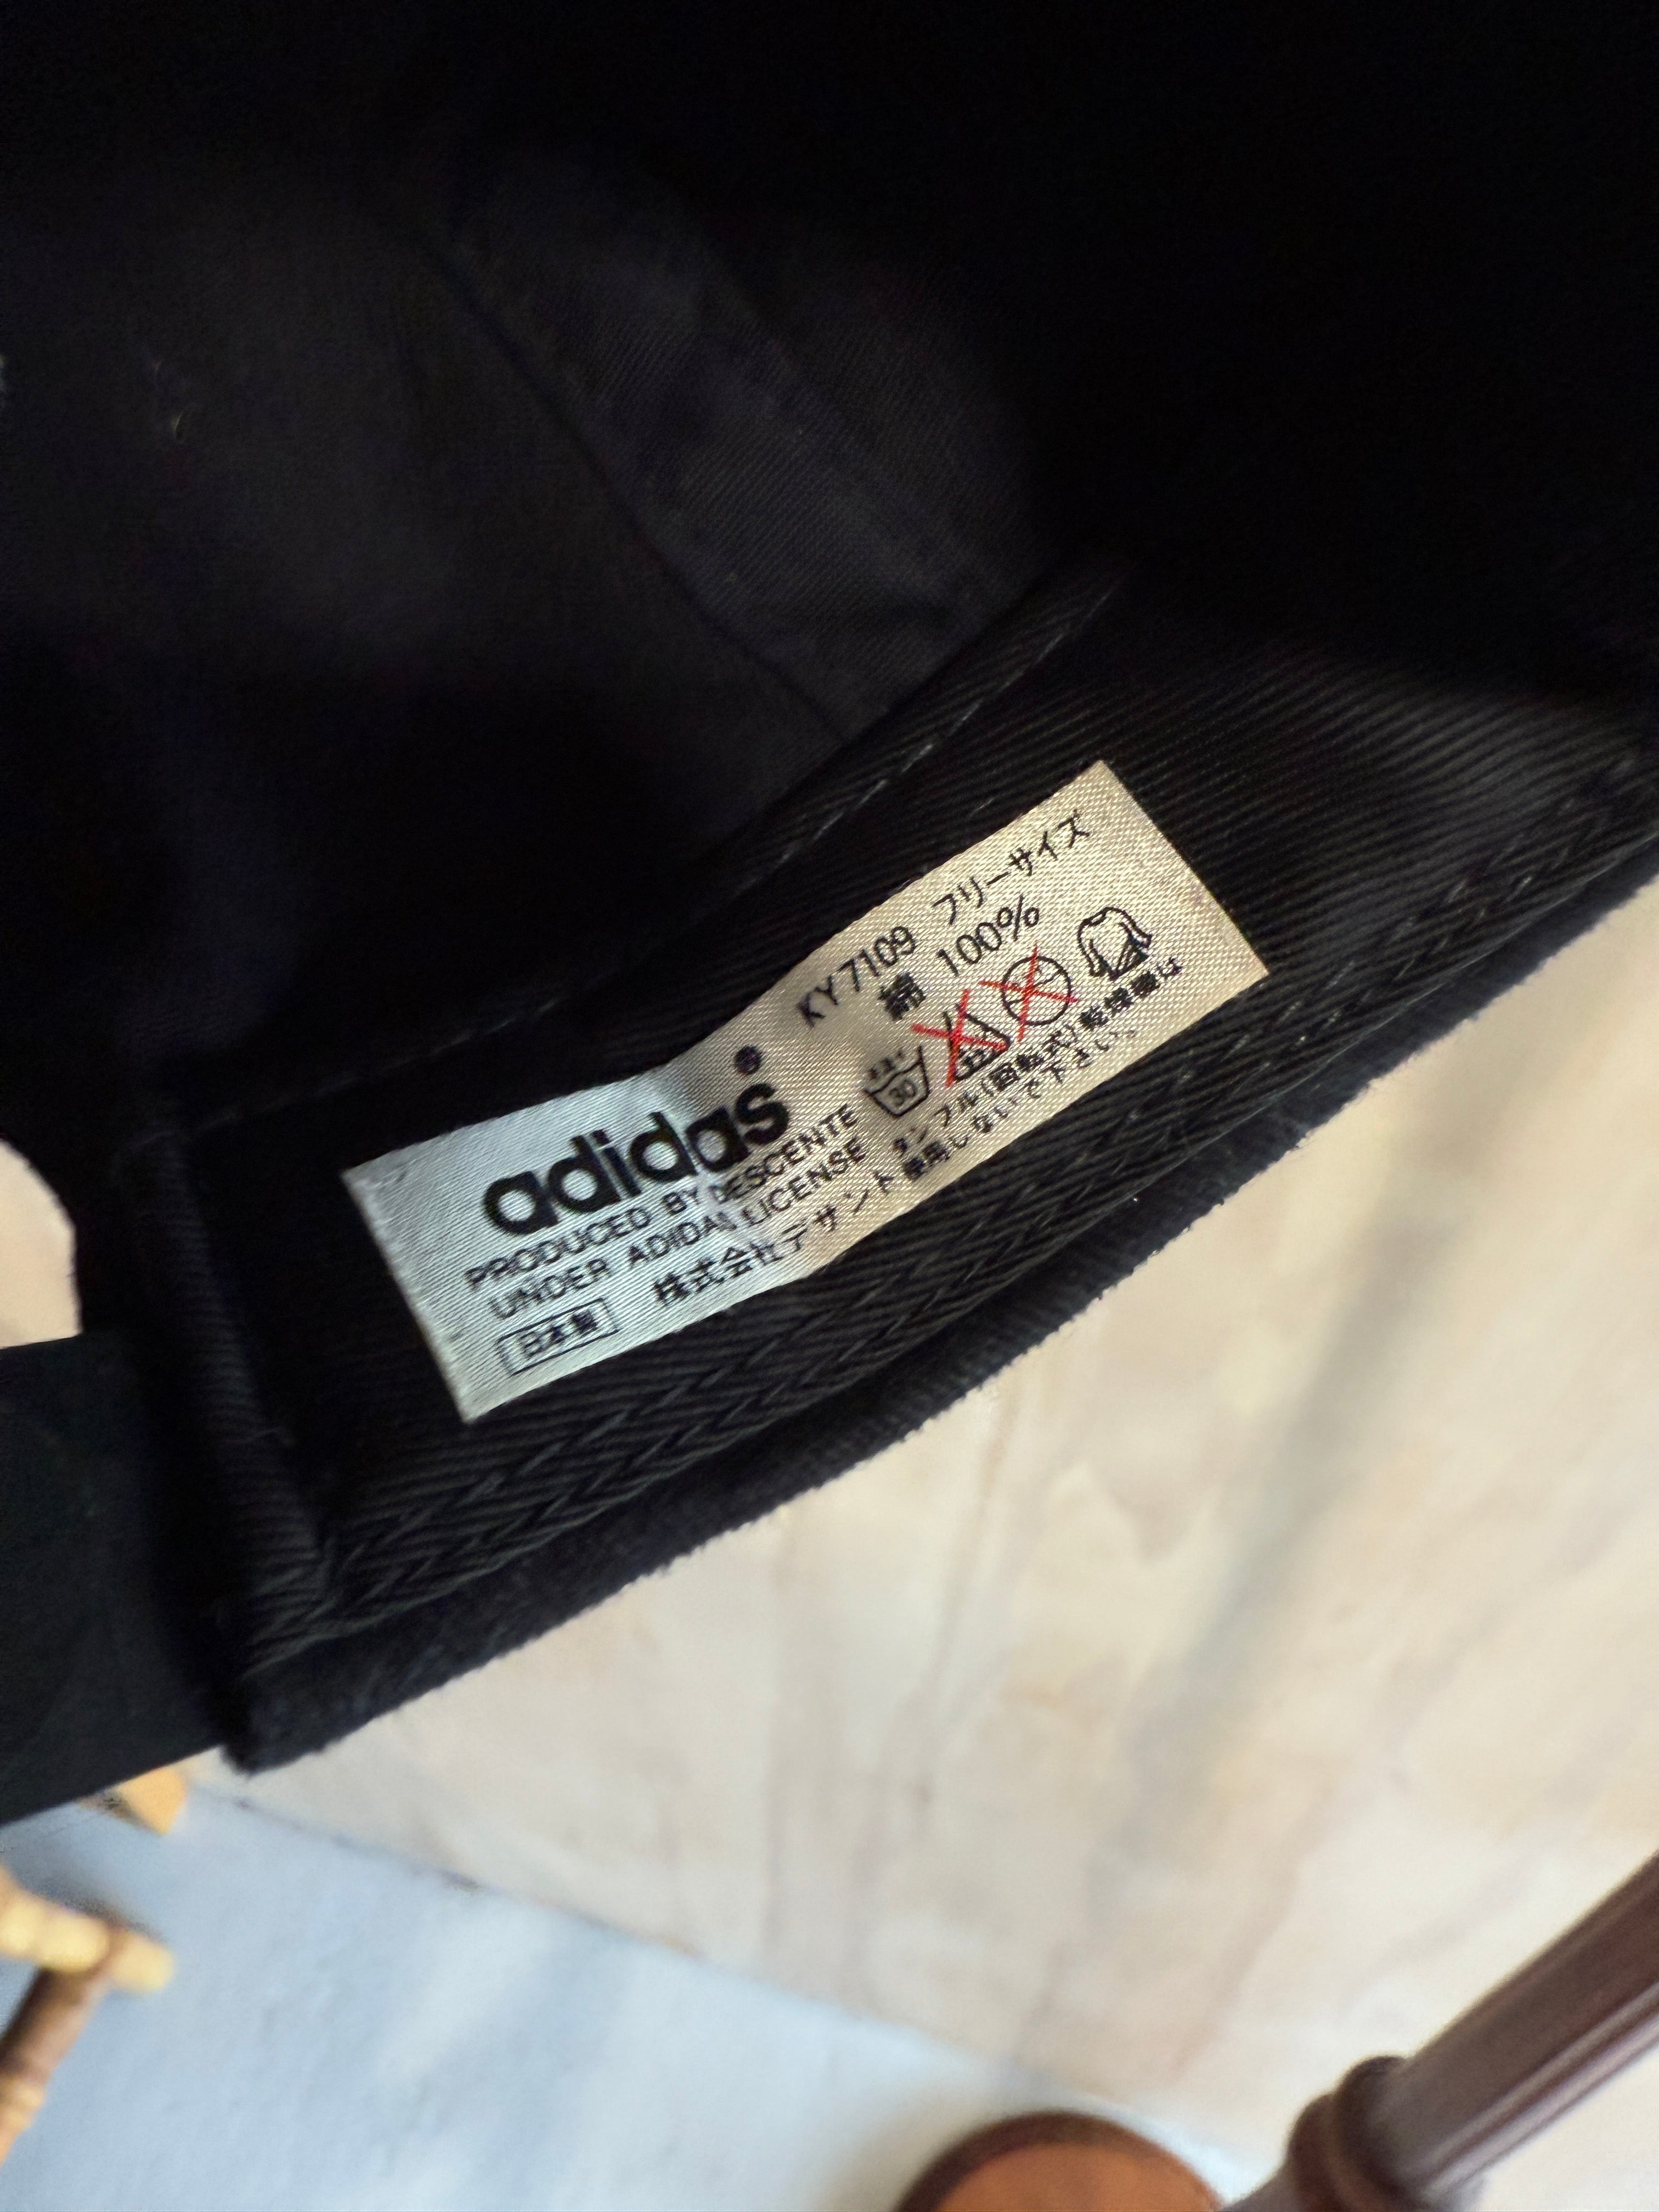 adidas
PRODUCED BY DESCENTE
UNDER ADIDAS LICENSE
日本製 株式会社デサント
KY7109 フリーサイズ
綿 100%
30
タンブル(回転式)乾燥機は
使用しないで下さい。